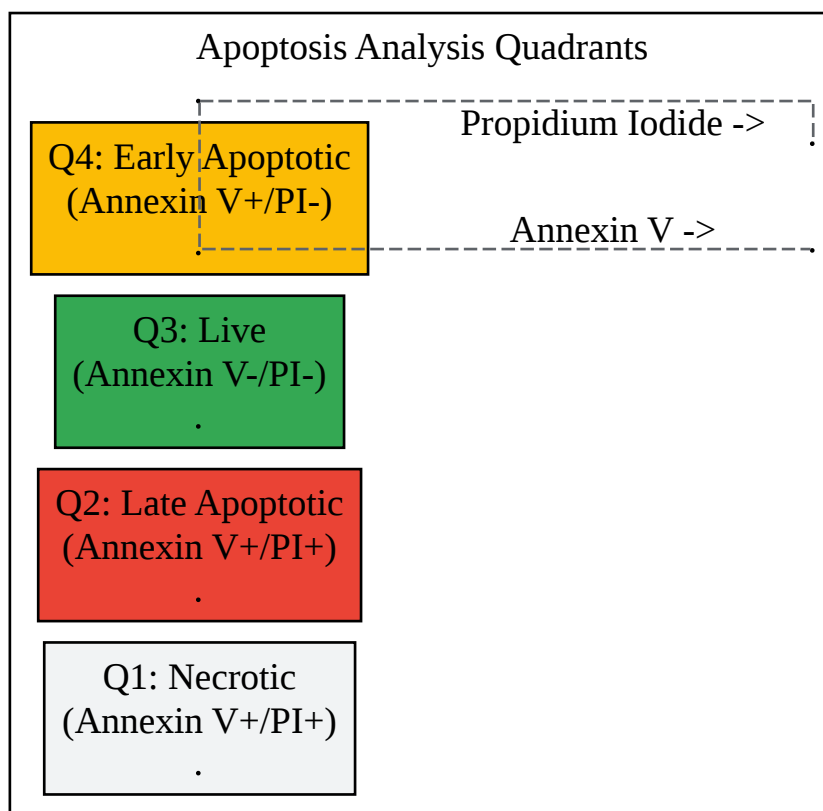 Apoptosis Analysis Quadrants
Propidium Iodide ->
Q4: Early Apoptotic
(Annexin V+/PI-)
Annexin V ->
Q3: Live
(Annexin V-/PI-)
.
Q2: Late Apoptotic
(Annexin V+/PI+)
.
Q1: Necrotic
(Annexin V+/PI+)
.